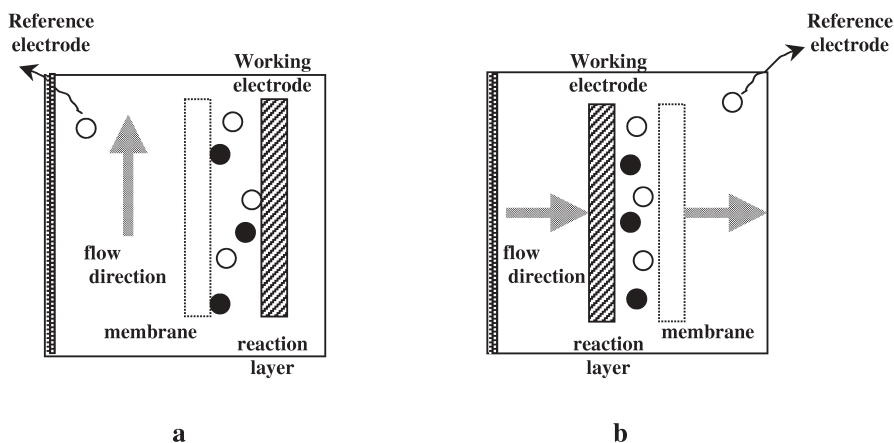 Reference
electrode
Working
electrode
flow
direction
membrane
reaction
layer
a
Reference
electrode
Working
electrode
flow
direction
reaction
layer
membrane
b